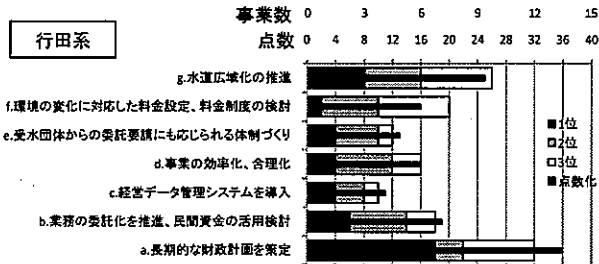 行田系
事業数 0 3 6 9 12 15
点数 0 4 8 12 16 20 24 28 32 36 40
g.水道広域化の推進
f.環境の変化に対応した料金設定、料金制度の検討
e.受水団体からの委託要請にも応じられる体制づくり
d.事業の効率化、合理化
c.経営データ管理システムを導入
b.業務の委託化を推進、民間資金の活用検討
a.長期的な財政計画を策定
1位
2位
3位
点数化